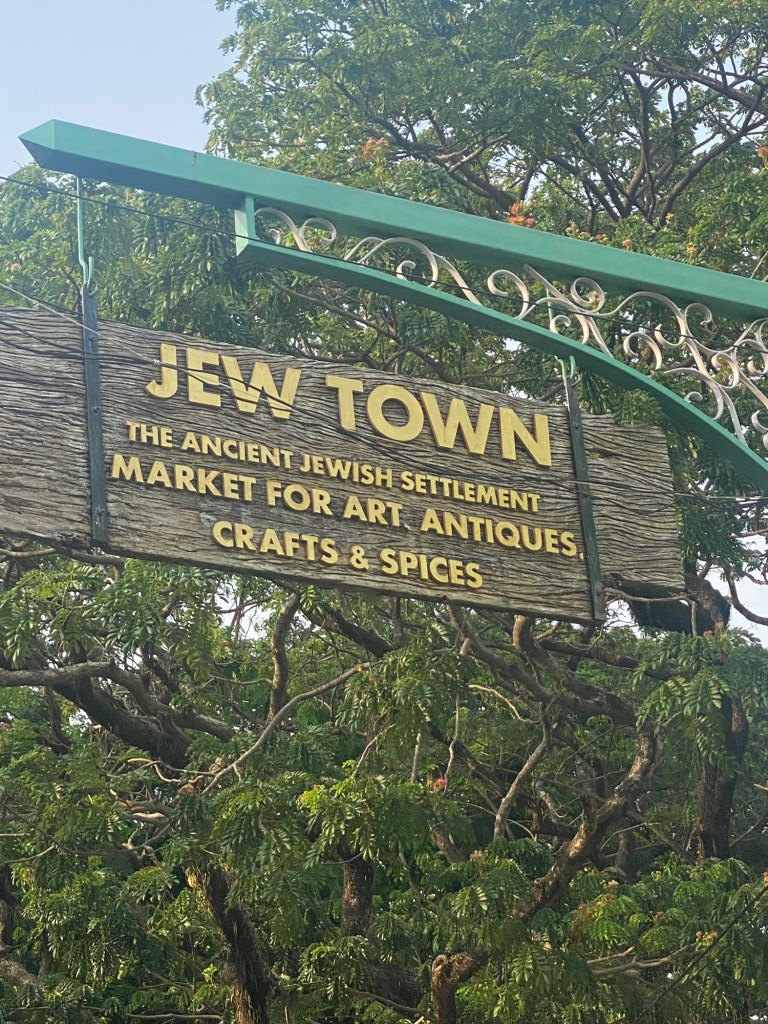 JEW TOWN
THE ANCIENT JEWISH SETTLEMENT
MARKET FOR ART, ANTIQUES,
CRAFTS & SPICES